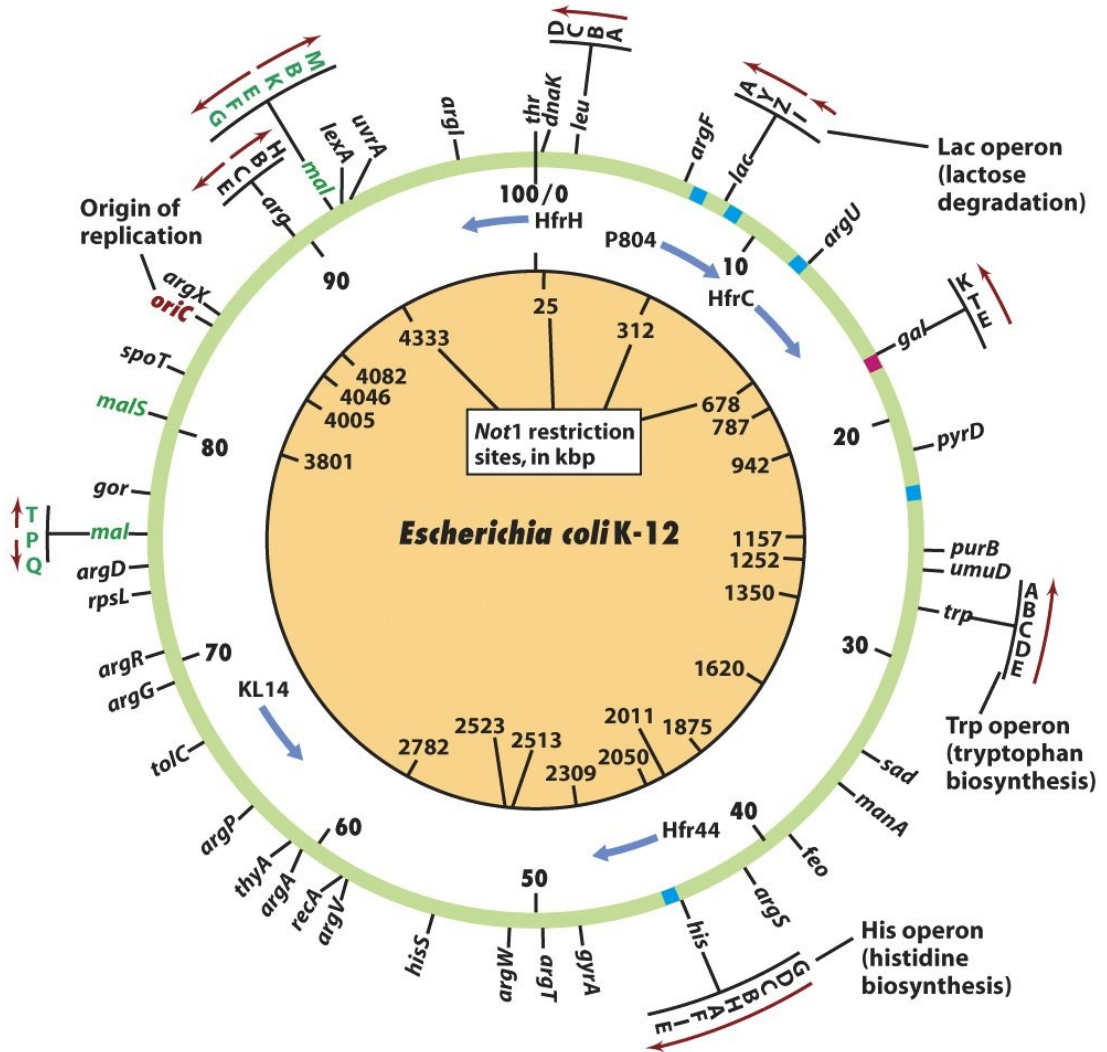 D C B A
M B K E F G
A Y Z I
thr
dnaK
leu
argI
uvrA
lexA
mal
H B C E
arg
argF
lac
Lac operon
(lactose
degradation)
Origin of
replication
100/0
HfrH
P804
10
HfrC
argU
90
argX
oriC
K T E
gal
25
312
4333
spoT
4082
4046
4005
678
787
malS
Not1 restriction
sites, in kbp
20
pyrD
80
3801
942
gor
T
P
Q
mal
Escherichia coli K-12
1157
1252
purB
umuD
argD
rpsL
1350
trp
A B C D E
30
argR
70
1620
argG
KL14
Trp operon
(tryptophan
biosynthesis)
2011
1875
2523
2513
2782
2050
2309
tolC
sad
manA
argP
60
Hfr44
40
feo
thyA
argA
recA
argV
50
argS
his
hisS
argW
argT
gyrA
His operon
(histidine
biosynthesis)
G D C B H A F I E